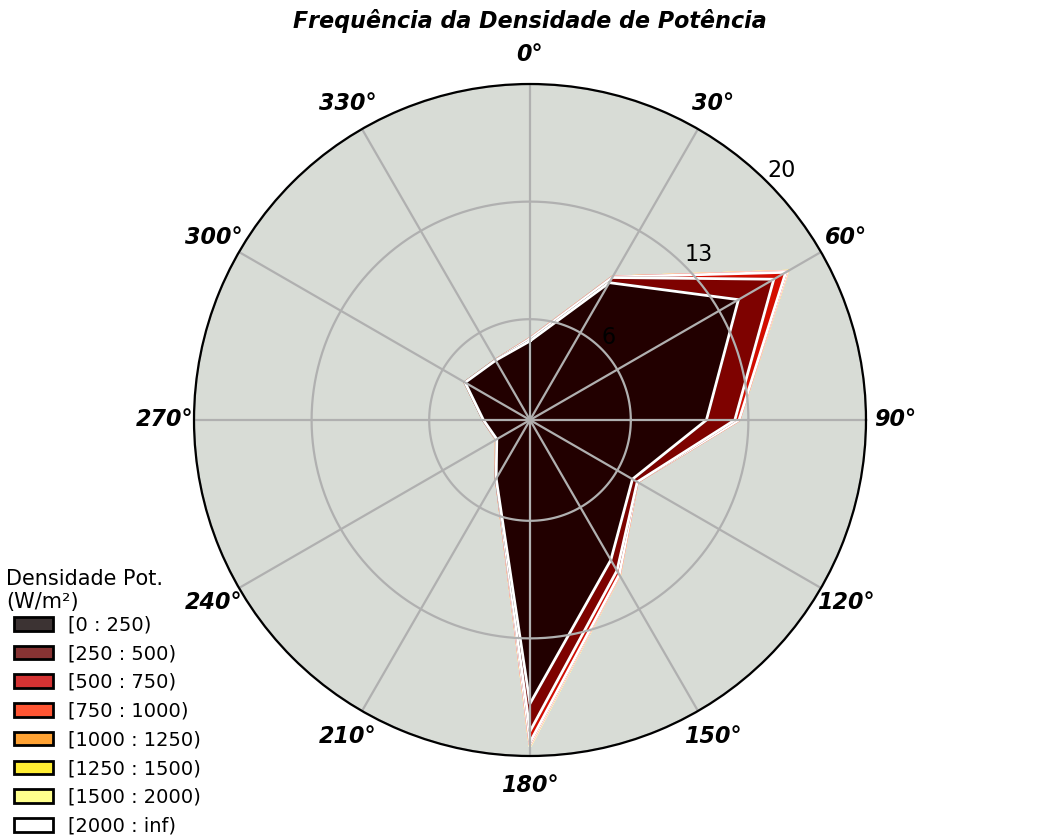 Frequência da Densidade de Potência
0°
330°
30°
20
300°
60°
13
6
270°
90°
240°
120°
210°
150°
180°
Densidade Pot.
(W/m²)
[0 : 250)
[250 : 500)
[500 : 750)
[750 : 1000)
[1000 : 1250)
[1250 : 1500)
[1500 : 2000)
[2000 : inf)